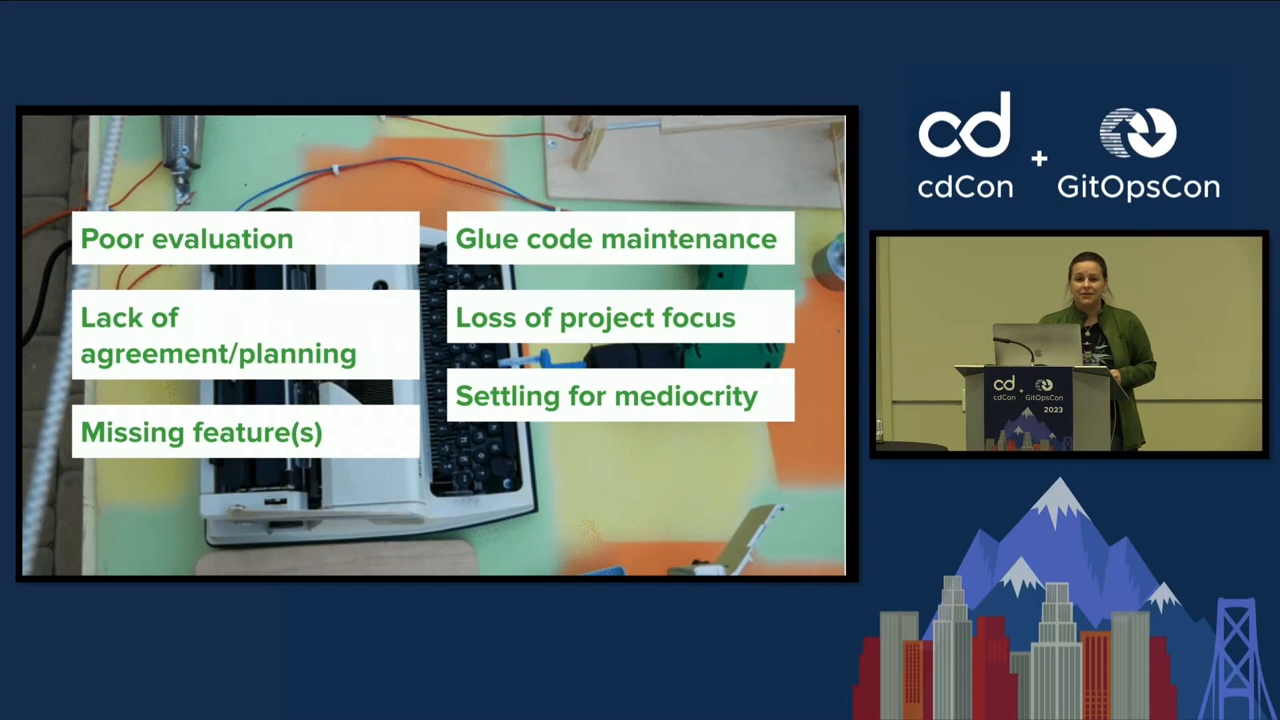 Poor evaluation
Lack of
agreement/planning
Missing feature(s)
Glue code maintenance
Loss of project focus
Settling for mediocrity
cd
cdCon
+
GitOpsCon
cd
cdCon
+
GitOpsCon
2023